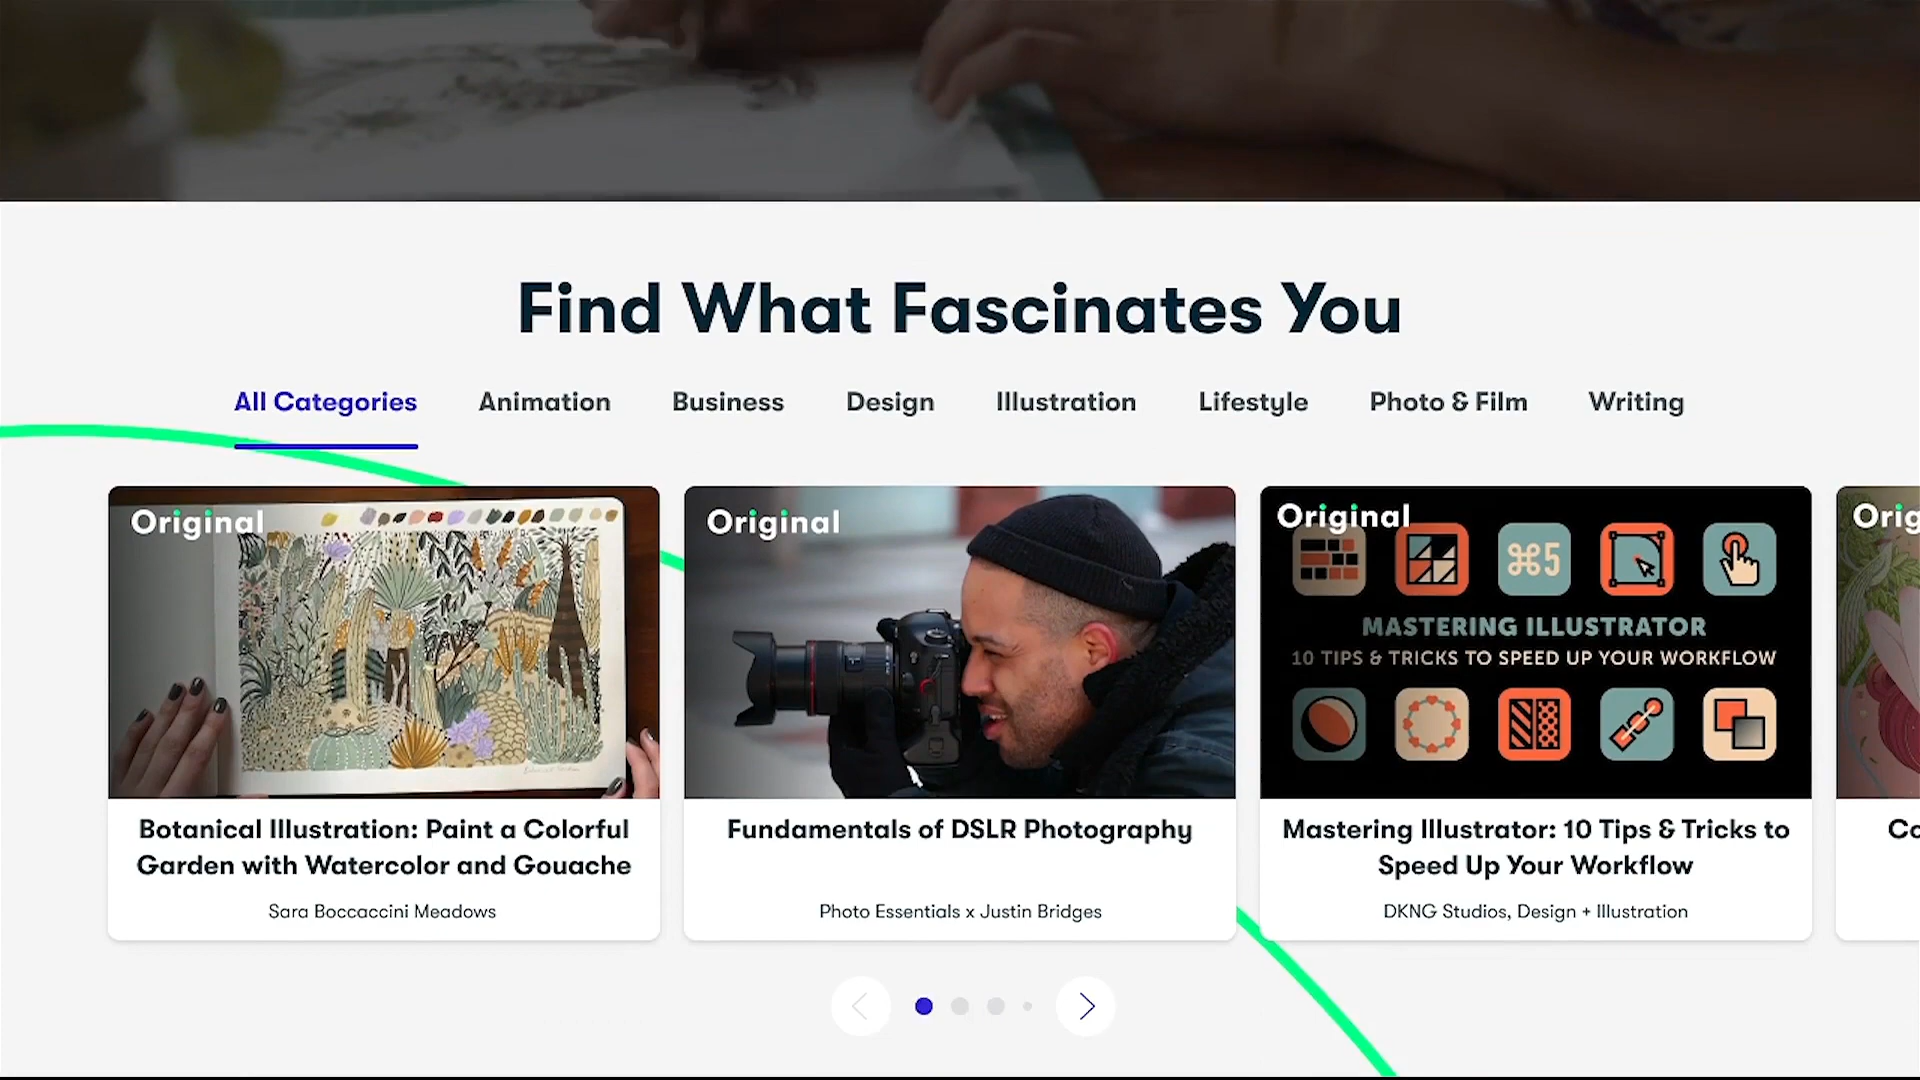 Find What Fascinates You
All Categories
Animation
Business
Design
Illustration
Lifestyle
Photo & Film
Writing
Original
Botanical Illustration: Paint a Colorful
Garden with Watercolor and Gouache
Sara Boccaccini Meadows
Original
Fundamentals of DSLR Photography
Photo Essentials x Justin Bridges
Original
⌘5
MASTERING ILLUSTRATOR
10 TIPS & TRICKS TO SPEED UP YOUR WORKFLOW
Mastering Illustrator: 10 Tips & Tricks to
Speed Up Your Workflow
DKNG Studios, Design + Illustration
Orig
Co